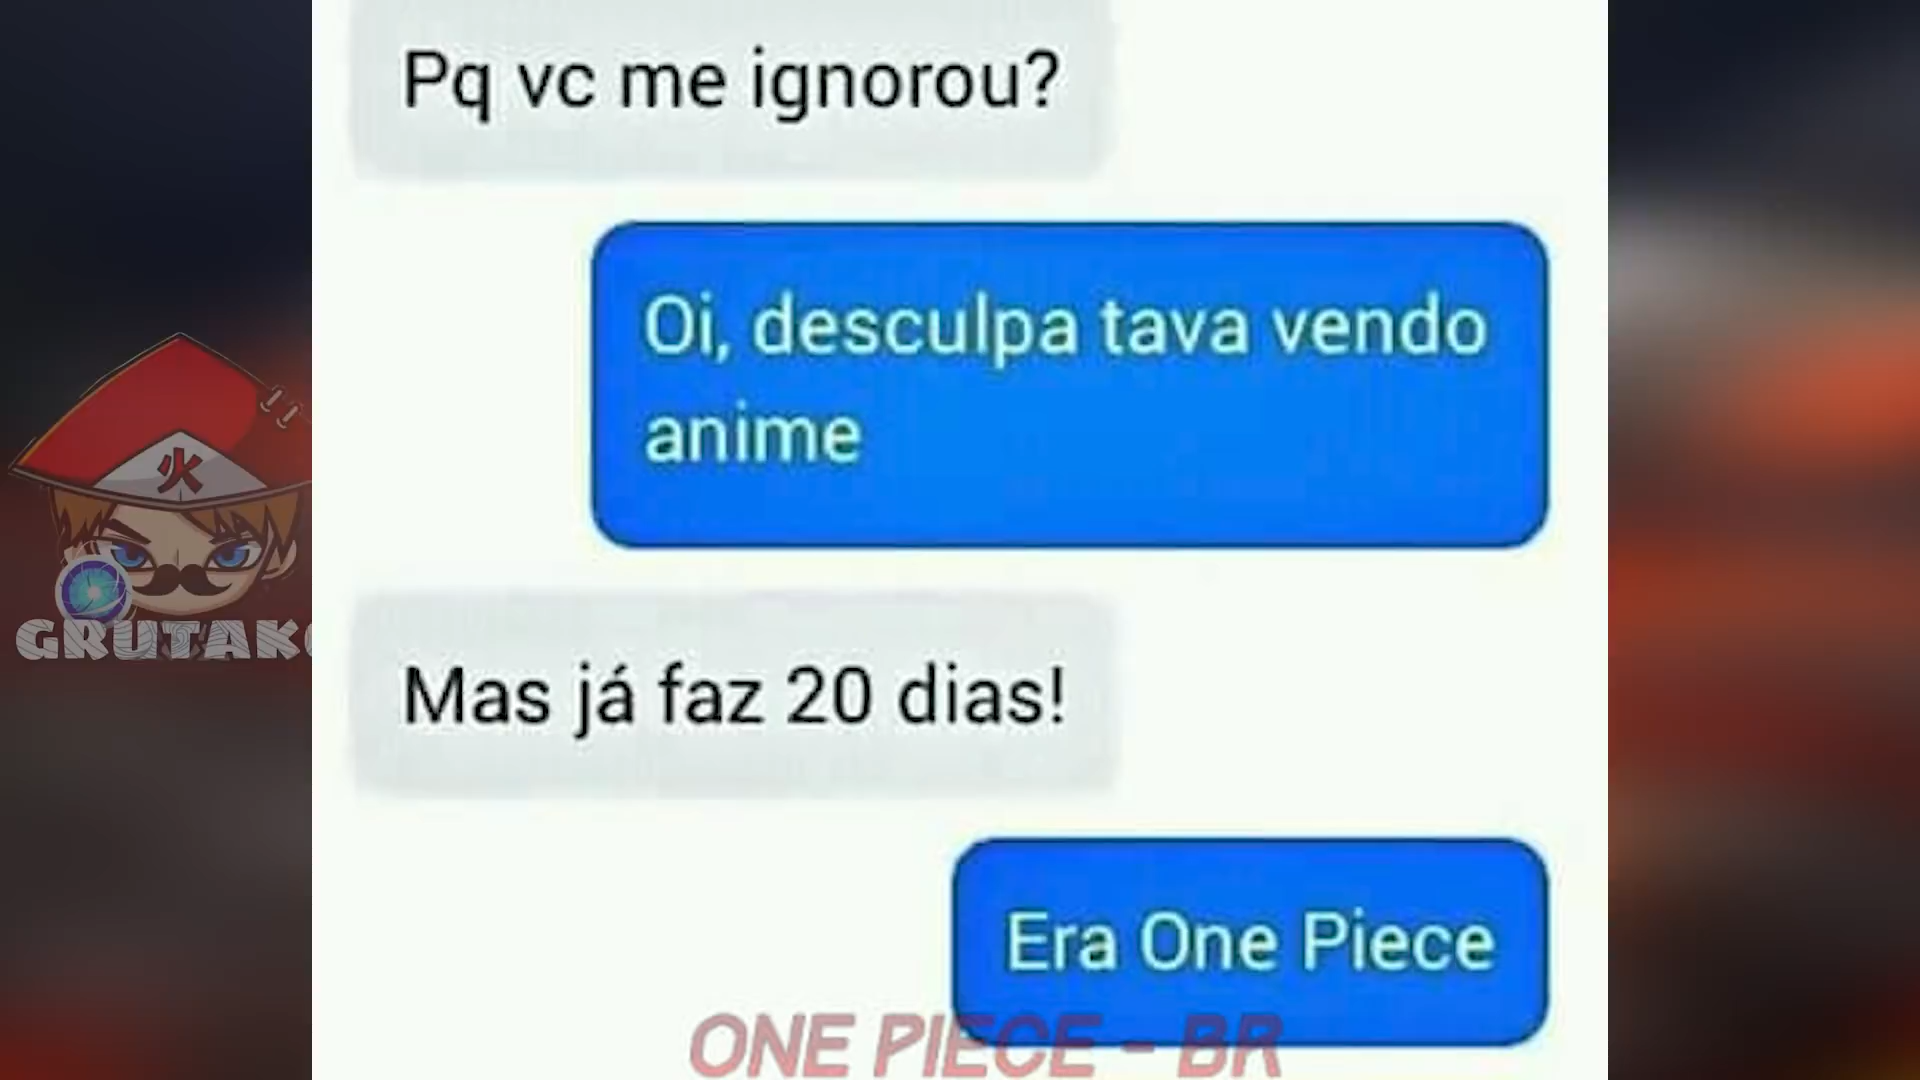 Pq vc me ignorou?
Oi, desculpa tava vendo
anime
Mas já faz 20 dias!
火
GRUTAK
Era One Piece
ONE PIECE - BR